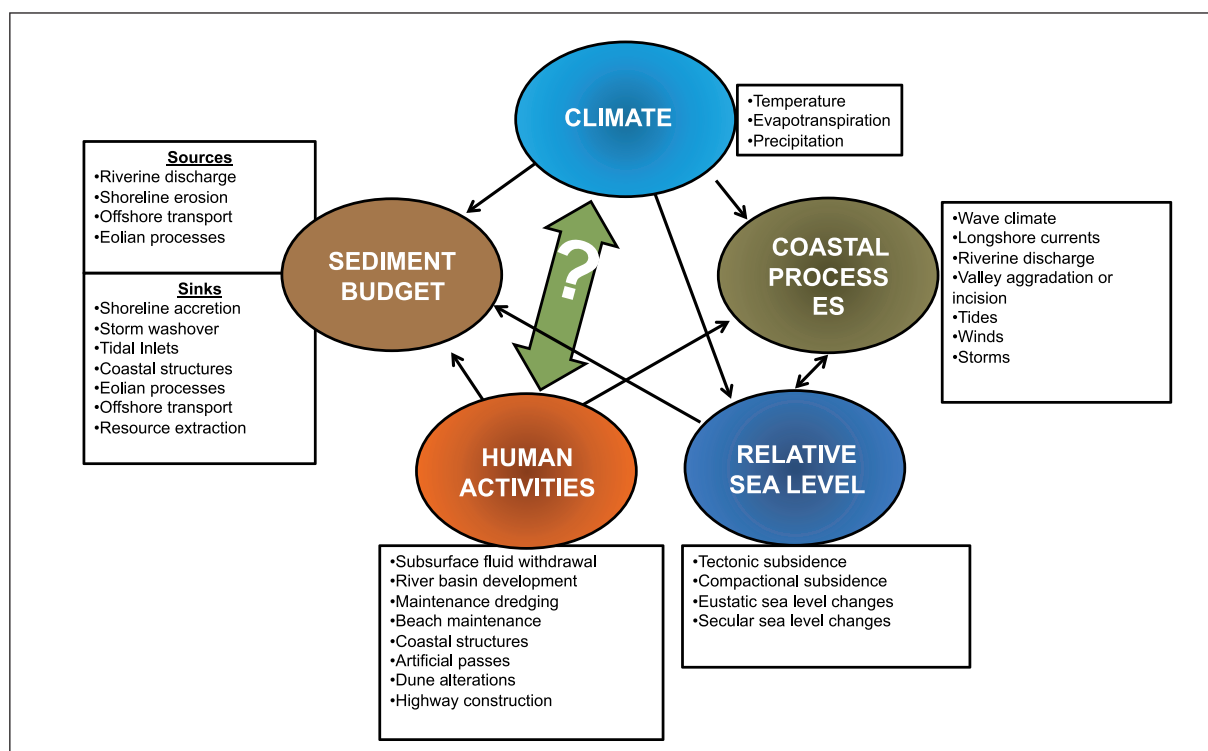 CLIMATE
•Temperature
•Evapotranspiration
•Precipitation
Sources
•Riverine discharge
•Shoreline erosion
•Offshore transport
•Eolian processes
SEDIMENT
BUDGET
?
COASTAL
PROCESS
ES
•Wave climate
•Longshore currents
•Riverine discharge
•Valley aggradation or
incision
•Tides
•Winds
•Storms
Sinks
•Shoreline accretion
•Storm washover
•Tidal Inlets
•Coastal structures
•Eolian processes
•Offshore transport
•Resource extraction
HUMAN
ACTIVITIES
RELATIVE
SEA LEVEL
•Subsurface fluid withdrawal
•River basin development
•Maintenance dredging
•Beach maintenance
•Coastal structures
•Artificial passes
•Dune alterations
•Highway construction
•Tectonic subsidence
•Compactional subsidence
•Eustatic sea level changes
•Secular sea level changes